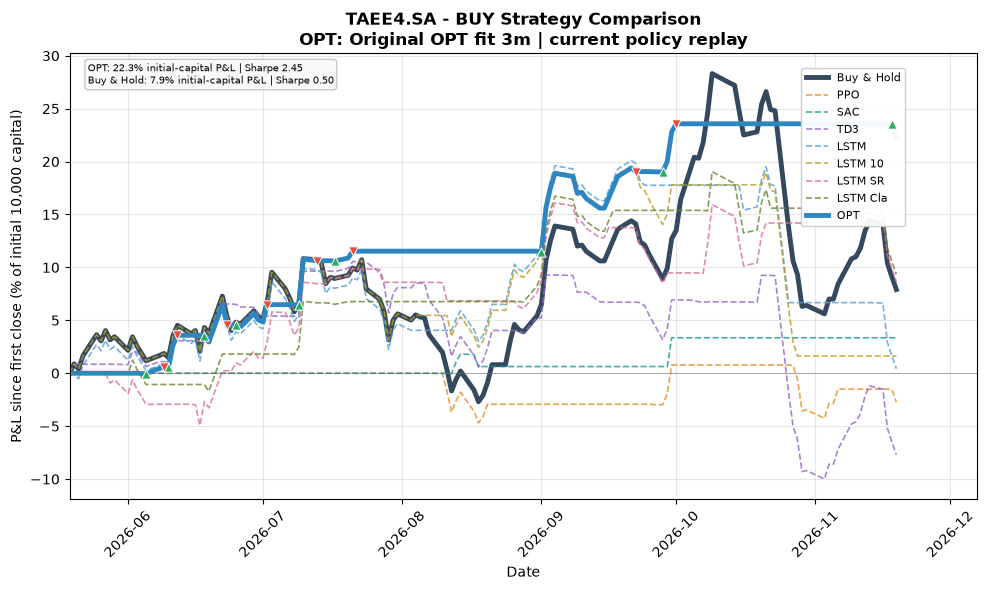 TAEE4.SA - BUY Strategy Comparison
OPT: Original OPT fit 3m | current policy replay
OPT: 22.3% initial-capital P&L | Sharpe 2.45
Buy & Hold: 7.9% initial-capital P&L | Sharpe 0.50
Buy & Hold
PPO
SAC
TD3
LSTM
LSTM 10
LSTM SR
LSTM Cla
OPT
P&L since first close (% of initial 10,000 capital)
30
25
20
15
10
5
0
−5
−10
2026-06
2026-07
2026-08
2026-09
2026-10
2026-11
2026-12
Date